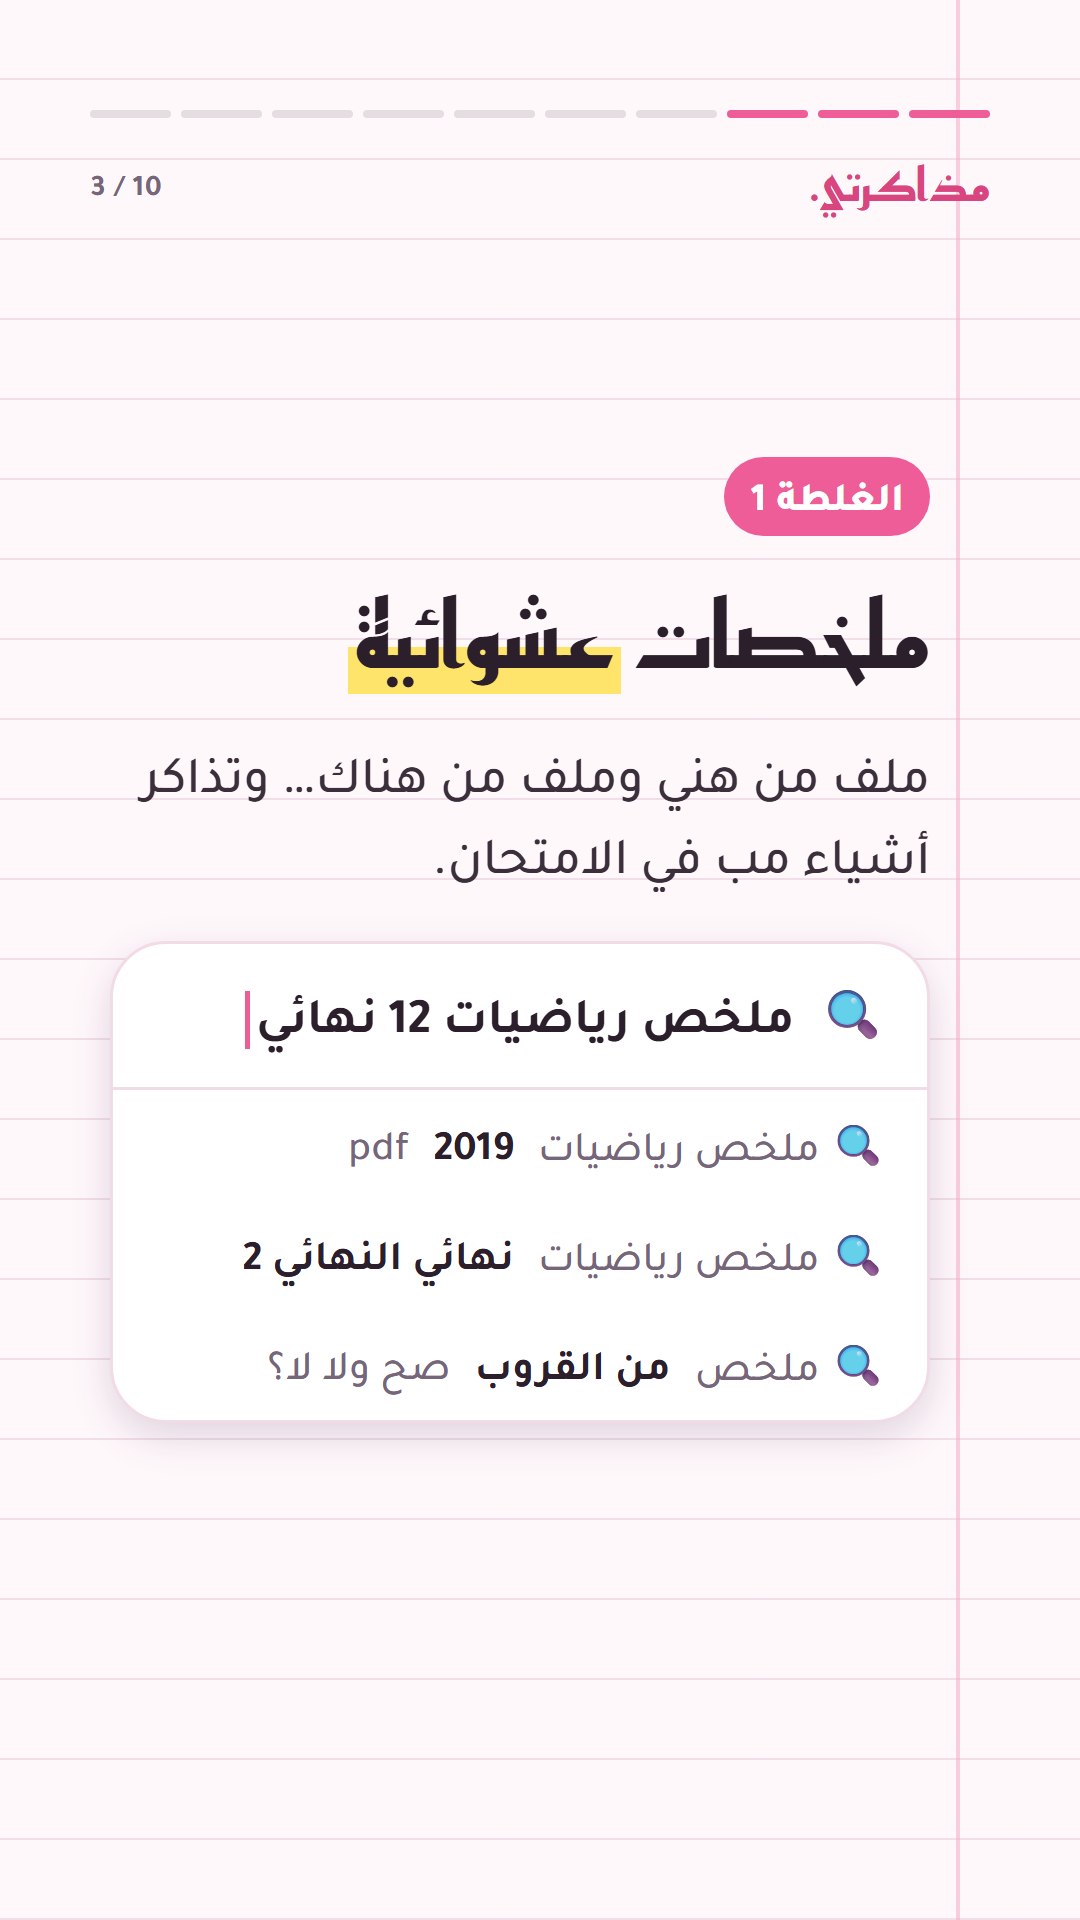 مذاكرتي.
3 / 10
الغلطة 1
ملخصات عشوائية
ملف من هني وملف من هناك... وتذاكر
أشياء مب في الامتحان.
ملخص رياضيات 12 نهائي
ملخص رياضيات 2019 pdf
ملخص رياضيات نهائي النهائي 2
ملخص من القروب صح ولا لا؟